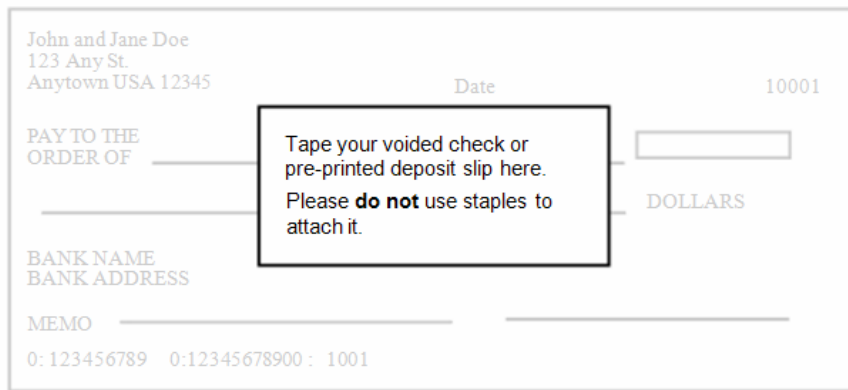 John and Jane Doe
123 Any St.
Anytown USA 12345
Date
10001
PAY TO THE
ORDER OF
Tape your voided check or
pre-printed deposit slip here.
Please do not use staples to
attach it.
DOLLARS
BANK NAME
BANK ADDRESS
MEMO
0: 123456789 0:12345678900 : 1001